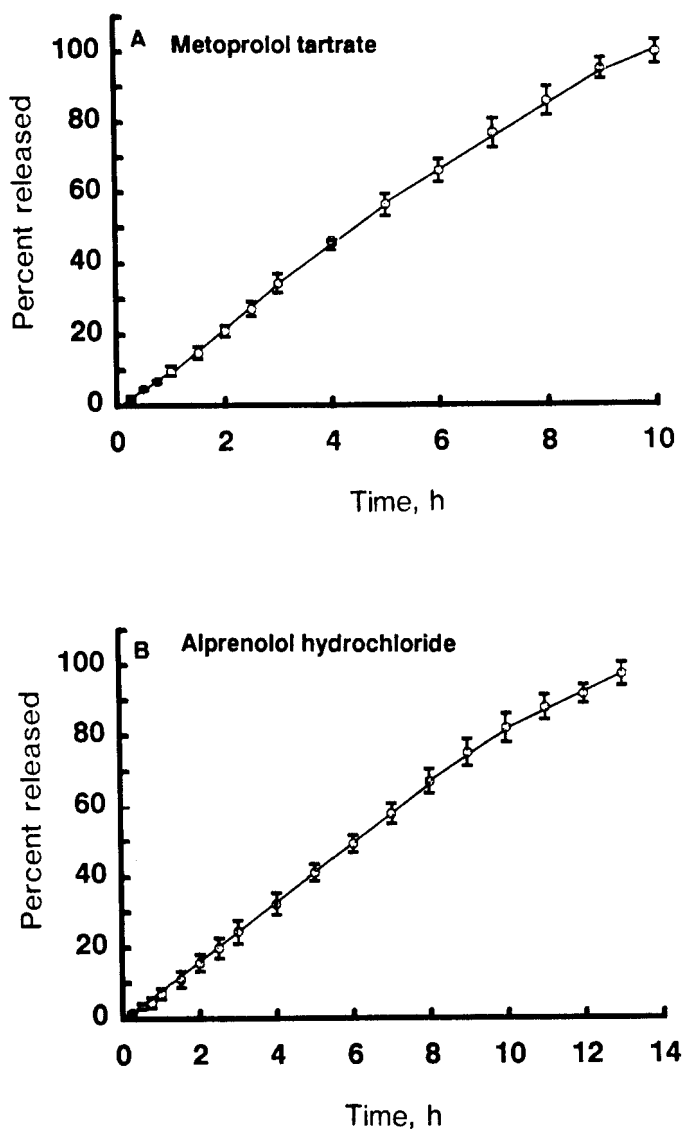 A Metoprolol tartrate
Percent released
100
80
60
40
20
0
0 2 4 6 8 10
Time, h
B Alprenolol hydrochloride
Percent released
100
80
60
40
20
0
0 2 4 6 8 10 12 14
Time, h